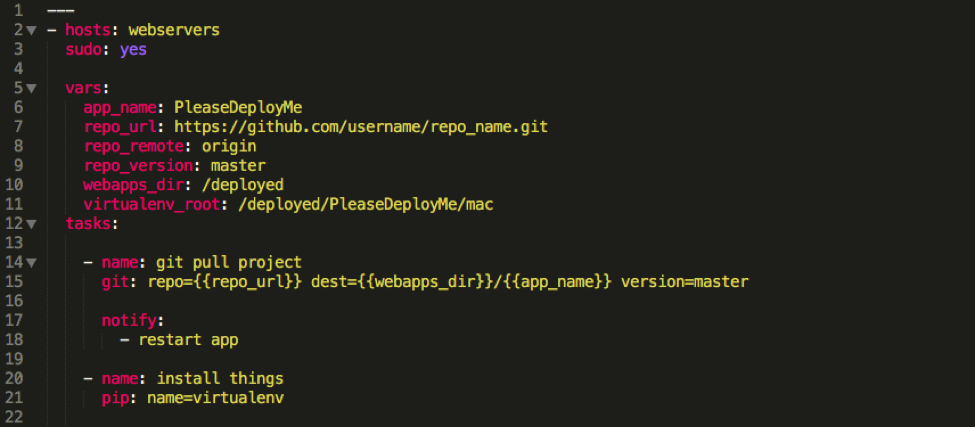 1 ---
2 - hosts: webservers
3 sudo: yes
4
5 vars:
6 app_name: PleaseDeployMe
7 repo_url: https://github.com/username/repo_name.git
8 repo_remote: origin
9 repo_version: master
10 webapps_dir: /deployed
11 virtualenv_root: /deployed/PleaseDeployMe/mac
12 tasks:
13
14 - name: git pull project
15 git: repo={{repo_url}} dest={{webapps_dir}}/{{app_name}} version=master
16
17 notify:
18 - restart app
19
20 - name: install things
21 pip: name=virtualenv
22